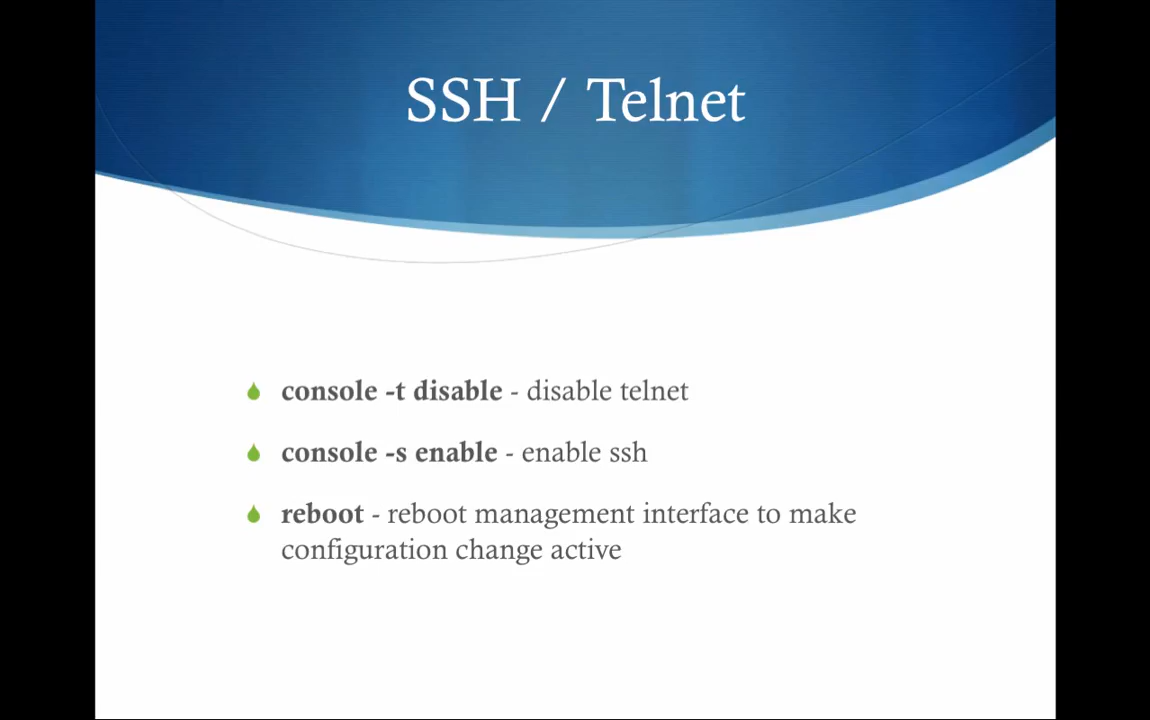 SSH / Telnet
console -t disable - disable telnet
console -s enable - enable ssh
reboot - reboot management interface to make
configuration change active